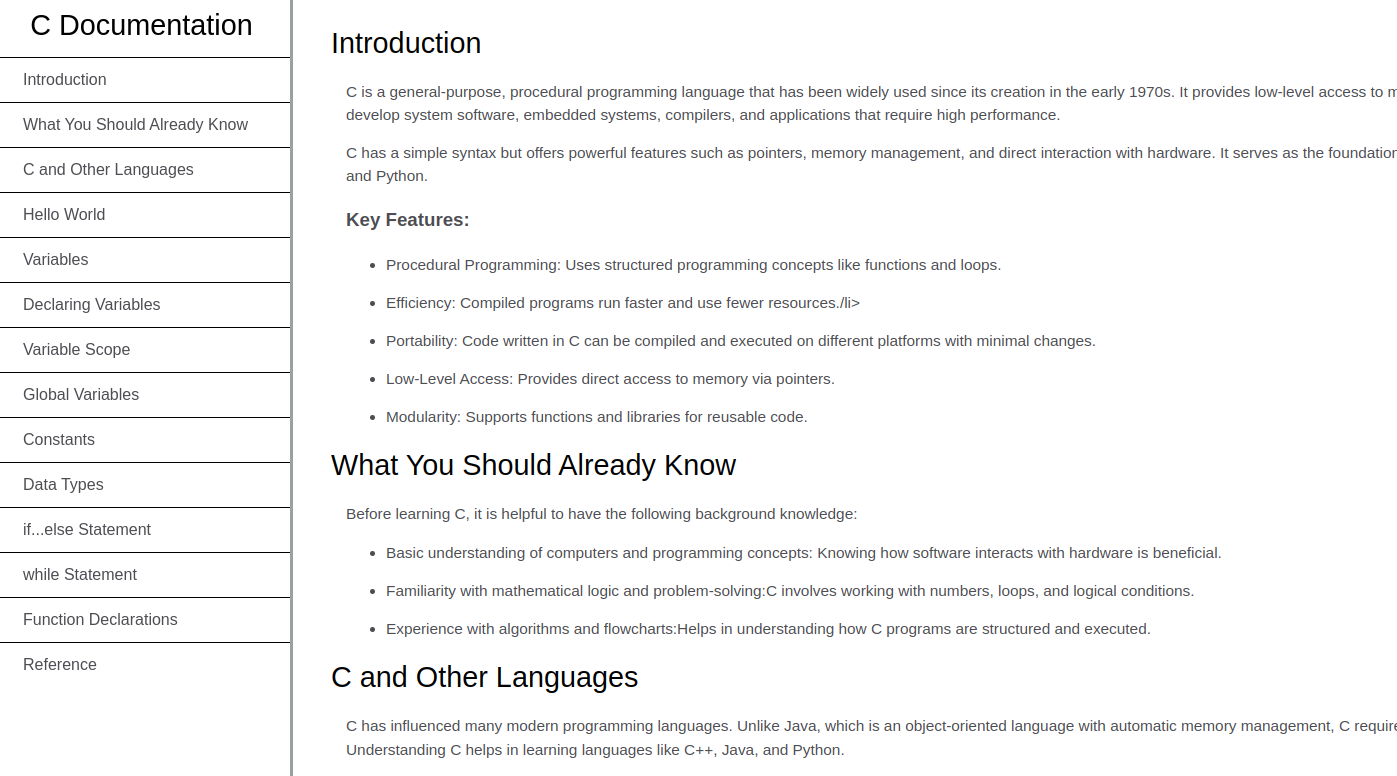 C Documentation
Introduction
What You Should Already Know
C and Other Languages
Hello World
Variables
Declaring Variables
Variable Scope
Global Variables
Constants
Data Types
if...else Statement
while Statement
Function Declarations
Reference
Introduction
C is a general-purpose, procedural programming language that has been widely used since its creation in the early 1970s. It provides low-level access to
develop system software, embedded systems, compilers, and applications that require high performance.
C has a simple syntax but offers powerful features such as pointers, memory management, and direct interaction with hardware. It serves as the foundation
and Python.
Key Features:
• Procedural Programming: Uses structured programming concepts like functions and loops.
• Efficiency: Compiled programs run faster and use fewer resources./li>
• Portability: Code written in C can be compiled and executed on different platforms with minimal changes.
• Low-Level Access: Provides direct access to memory via pointers.
• Modularity: Supports functions and libraries for reusable code.
What You Should Already Know
Before learning C, it is helpful to have the following background knowledge:
• Basic understanding of computers and programming concepts: Knowing how software interacts with hardware is beneficial.
• Familiarity with mathematical logic and problem-solving:C involves working with numbers, loops, and logical conditions.
• Experience with algorithms and flowcharts:Helps in understanding how C programs are structured and executed.
C and Other Languages
C has influenced many modern programming languages. Unlike Java, which is an object-oriented language with automatic memory management, C
Understanding C helps in learning languages like C++, Java, and Python.